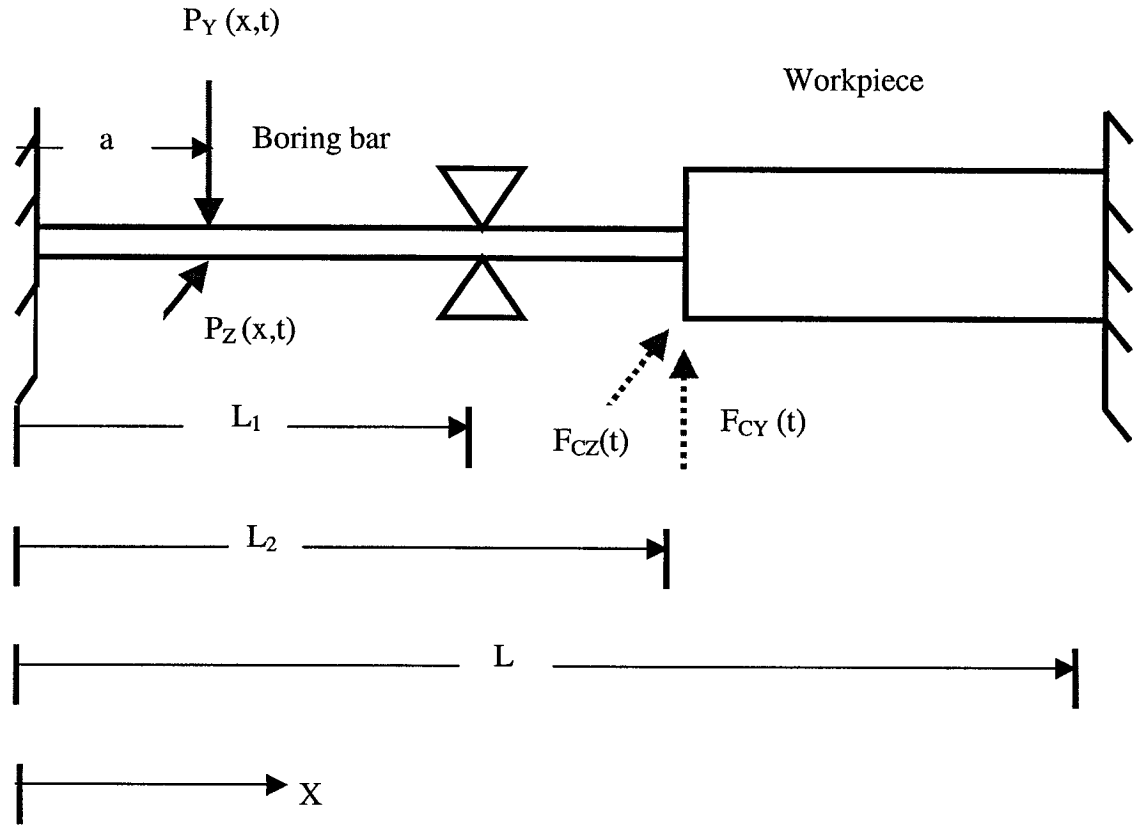 P_Y (x,t)
Workpiece
a
Boring bar
P_Z (x,t)
L_1
F_CZ(t)
F_CY (t)
L_2
L
X